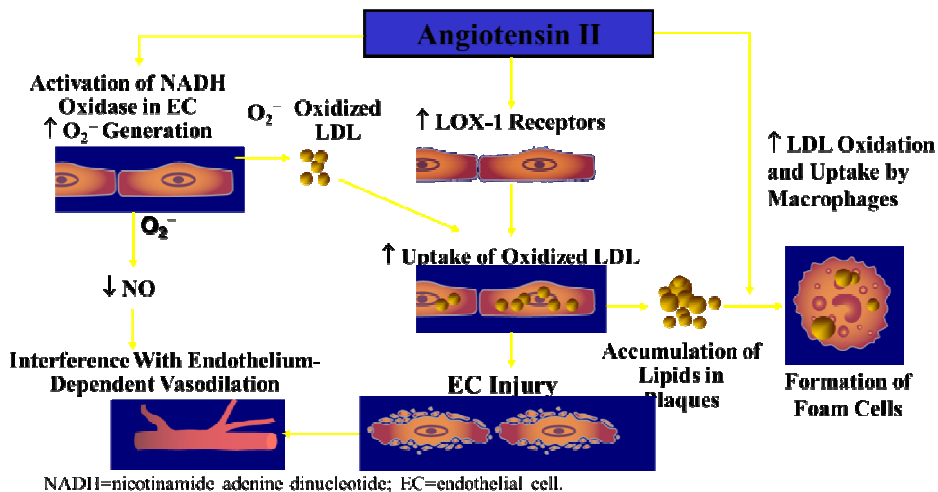 Angiotensin II
Activation of NADH
Oxidase in EC
↑ O₂⁻ Generation
O₂⁻ Oxidized
LDL
↑ LOX-1 Receptors
↑ LDL Oxidation
and Uptake by
Macrophages
O₂⁻
↓ NO
↑ Uptake of Oxidized LDL
Interference With Endothelium-
Dependent Vasodilation
EC Injury
Accumulation of
Lipids in
Plaques
Formation of
Foam Cells
NADH=nicotinamide adenine dinucleotide; EC=endothelial cell.